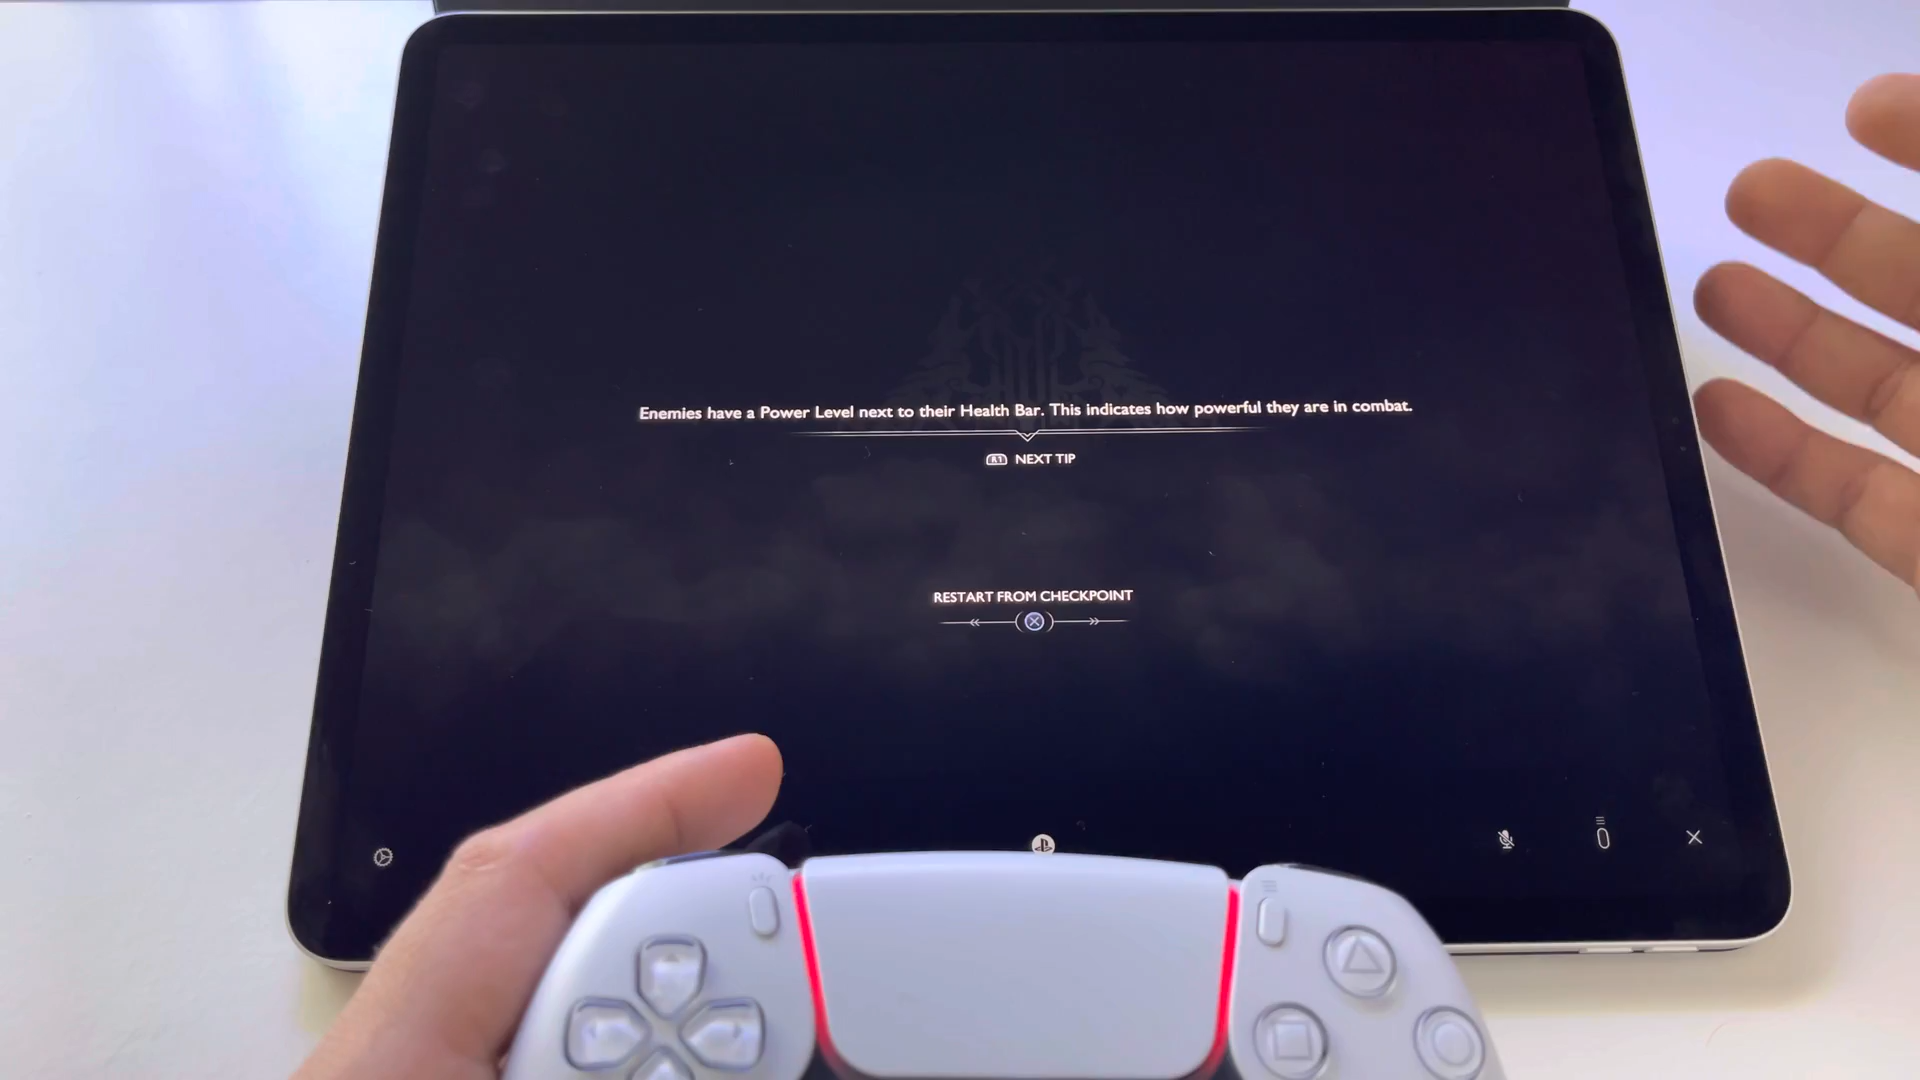 Enemies have a Power Level next to their Health Bar. This indicates how powerful they are in combat.
R1 NEXT TIP
RESTART FROM CHECKPOINT